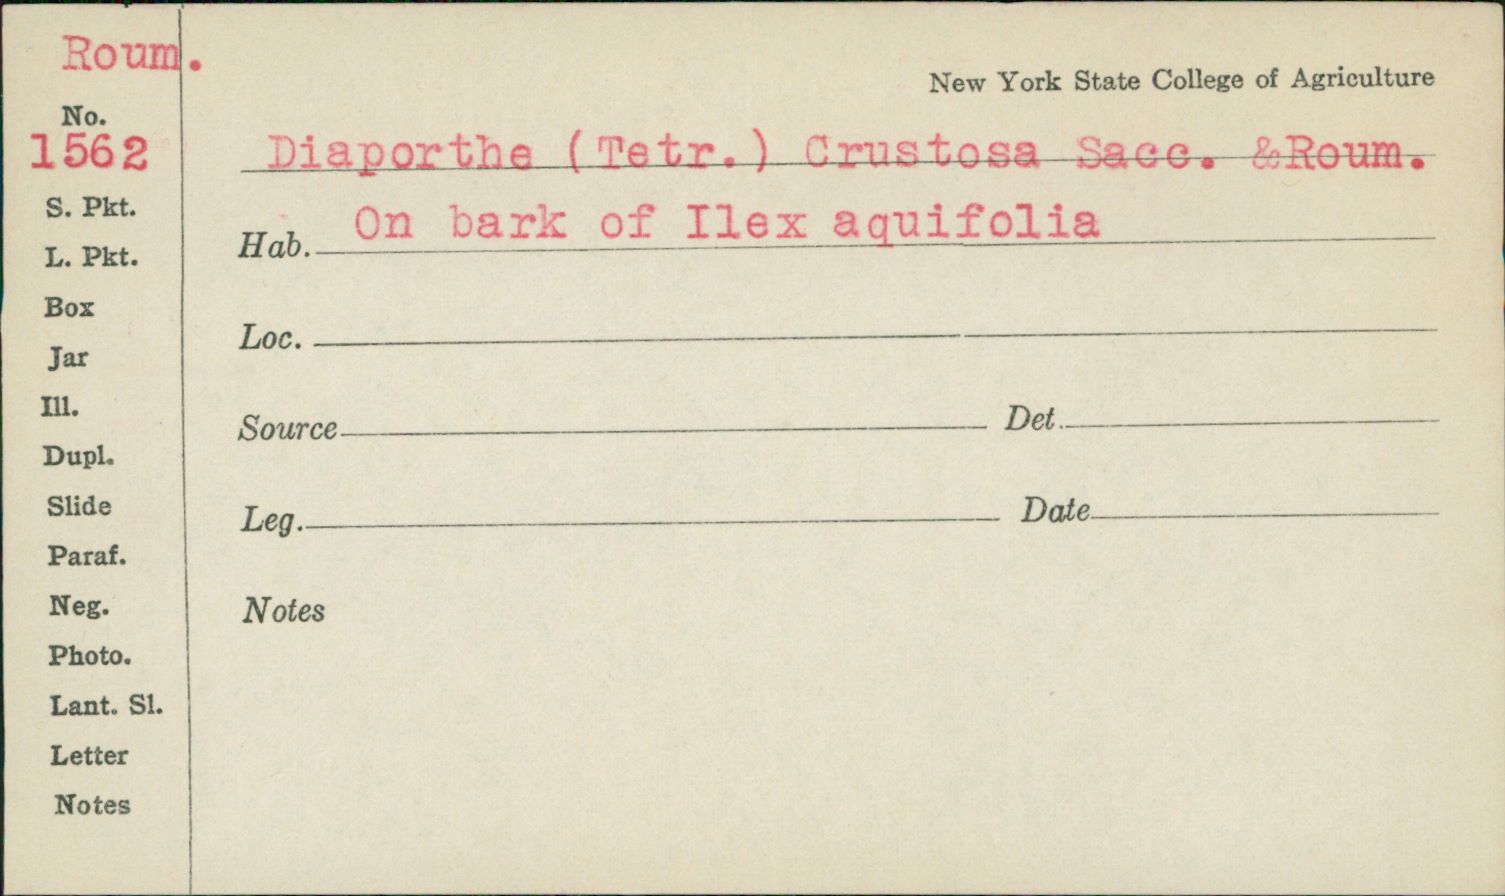 Roum.
New York State College of Agriculture
No.
1562
Diaporthe (Tetr.) Crustosa Sacc. &Roum.
S. Pkt.
Hab. On bark of Ilex aquifolia
L. Pkt.
Box
Loc.
Jar
Ill.
Source Det.
Dupl.
Slide
Leg. Date
Paraf.
Neg.
Notes
Photo.
Lant. Sl.
Letter
Notes